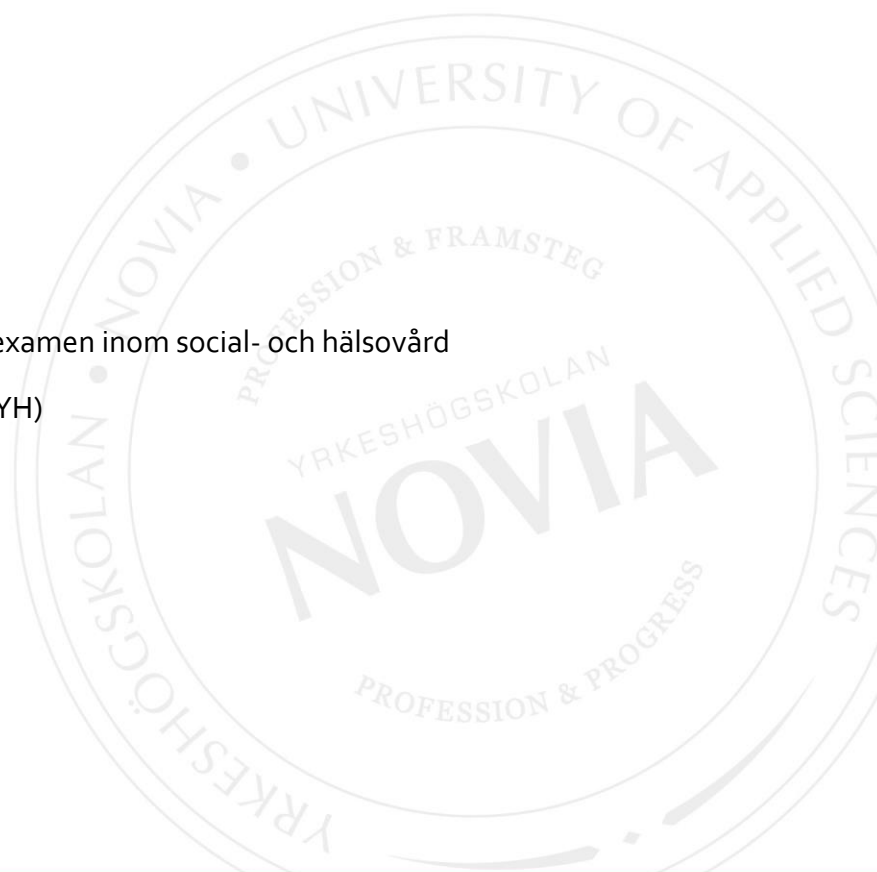 examen inom social- och hälsovård
YH)
YRKESHÖGSKOLAN • NOVIA • UNIVERSITY OF APPLIED SCIENCES
PROFESSION & FRAMSTEG
YRKESHÖGSKOLAN
NOVIA
PROFESSION & PROGRESS